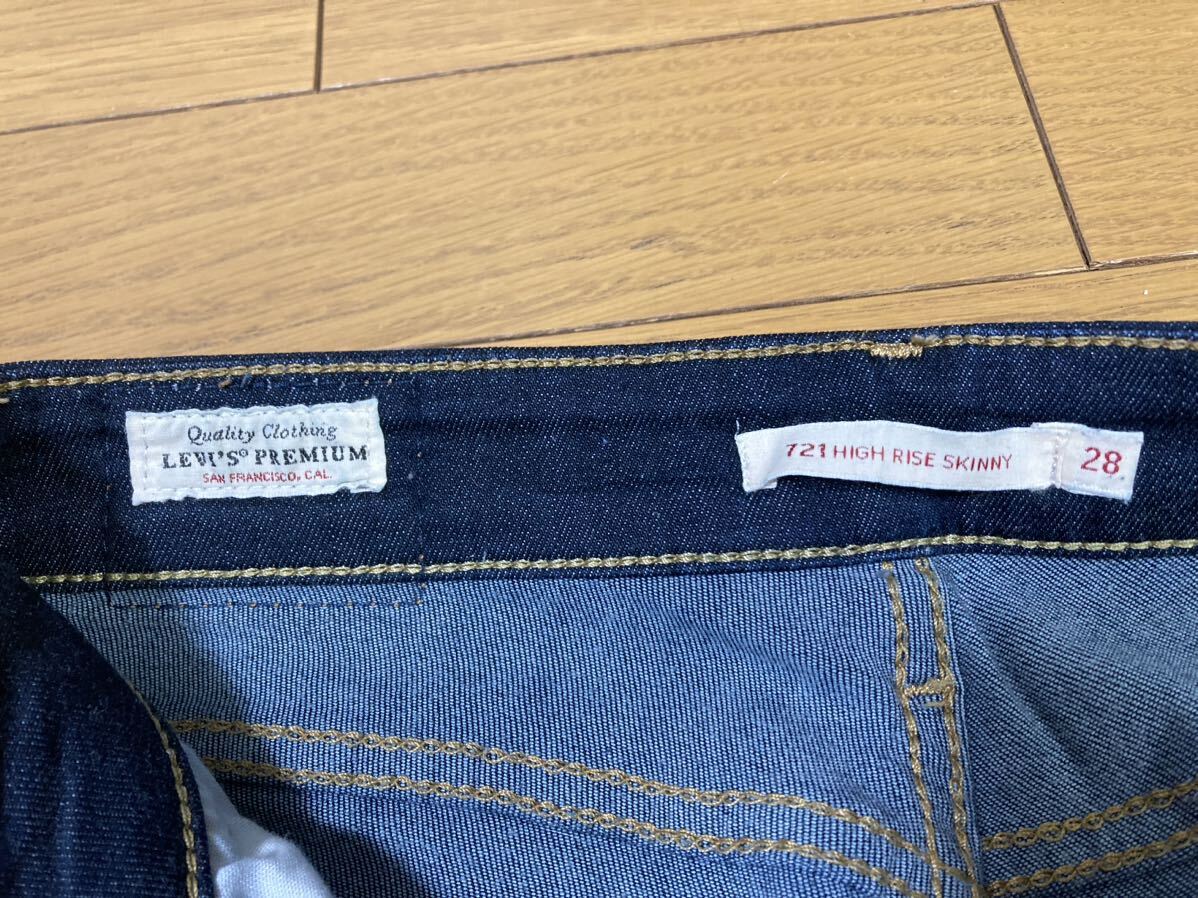 Quality Clothing
LEVI'S® PREMIUM
SAN FRANCISCO, CAL.
721 HIGH RISE SKINNY
28